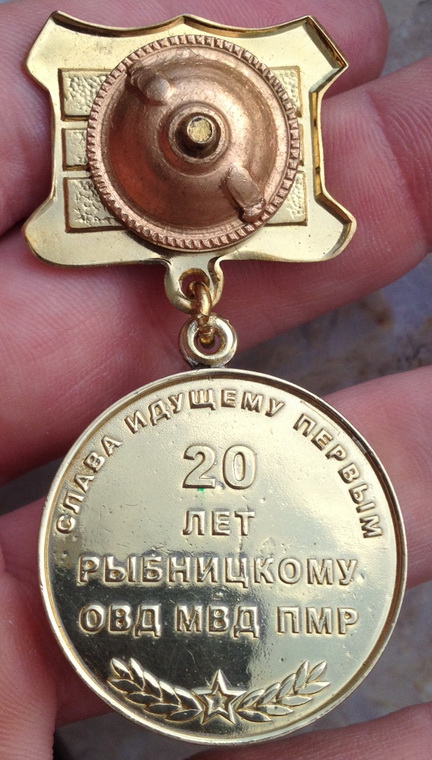 СЛАВА ИДУЩЕМУ ПЕРВЫМ
20
ЛЕТ
РЫБНИЦКОМУ
ОВД МВД ПМР